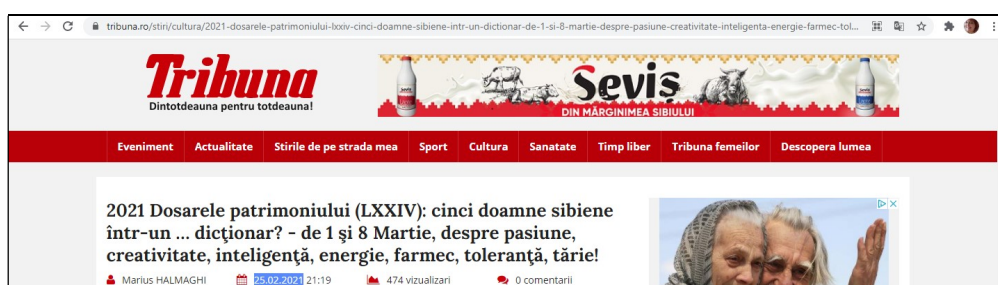 tribuna.ro/stiri/cultura/2021-dosarele-patrimoniului-lxxiv-cinci-doamne-sibiene-intr-un-dictionar-de-1-si-8-martie-despre-pasiune-creativitate-inteligenta-energie-farmec-tol...
Tribuna
Dintotdeauna pentru totdeauna!
Seviș
DIN MĂRGINIMEA SIBIULUI
Eveniment Actualitate Stirile de pe strada mea Sport Cultura Sanatate Timp liber Tribuna femeilor Descopera lumea
2021 Dosarele patrimoniului (LXXIV): cinci doamne sibiene
într-un ... dicţionar? - de 1 şi 8 Martie, despre pasiune,
creativitate, inteligenţă, energie, farmec, toleranţă, tărie!
Marius HALMAGHI 25.02.2021 21:19 474 vizualizari 0 comentarii